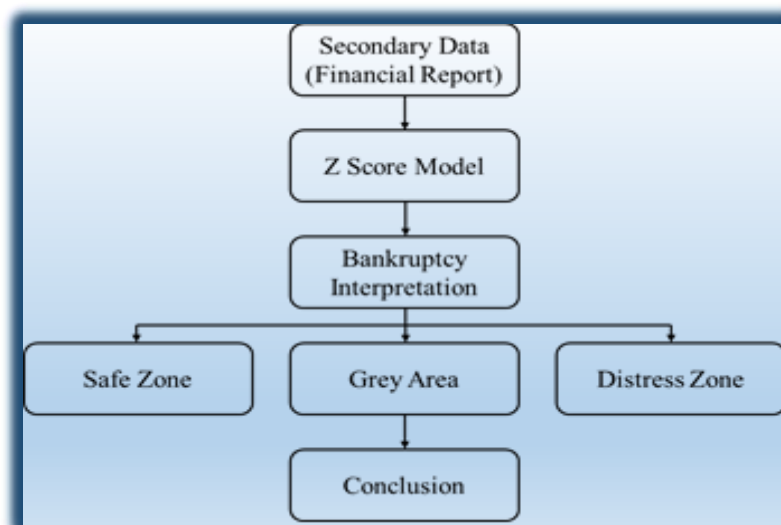 Secondary Data
(Financial Report)
Z Score Model
Bankruptcy
Interpretation
Safe Zone
Grey Area
Distress Zone
Conclusion